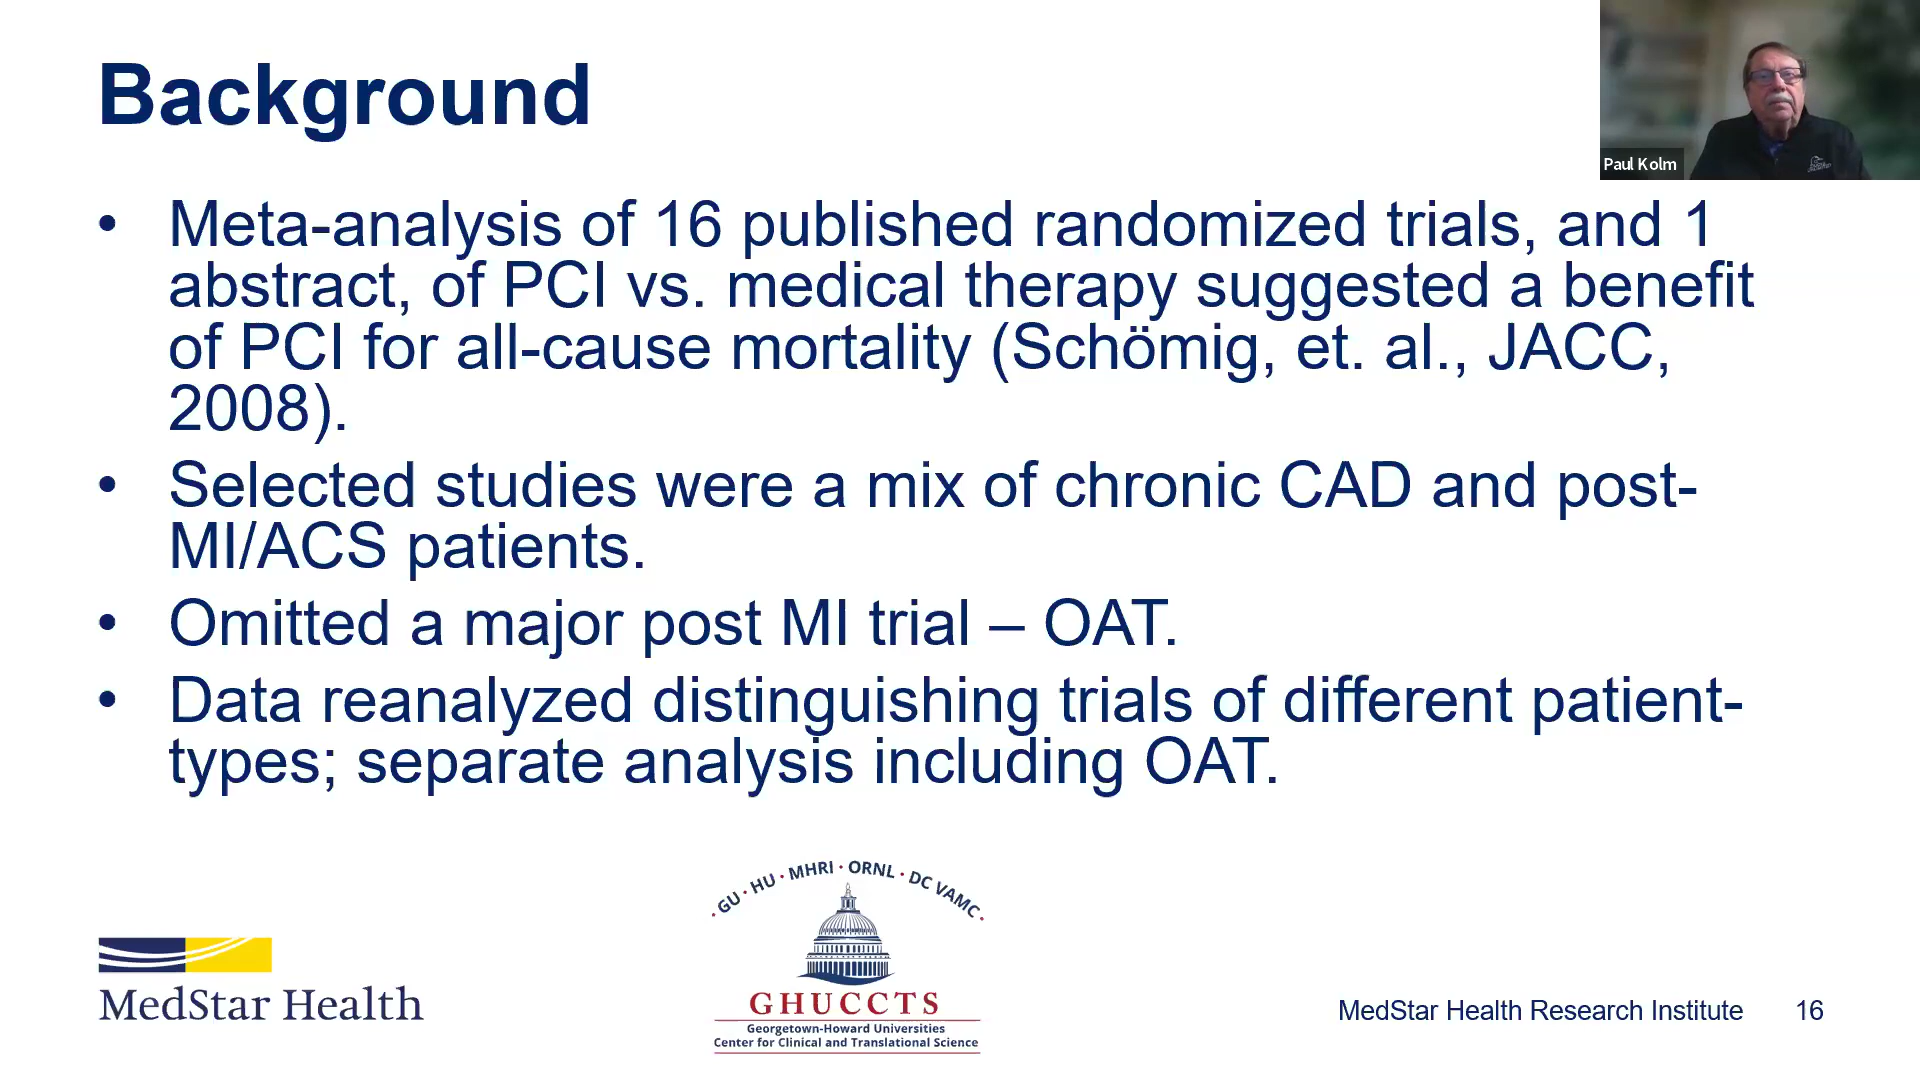 Background
Paul Kolm
• Meta-analysis of 16 published randomized trials, and 1
abstract, of PCI vs. medical therapy suggested a benefit
of PCI for all-cause mortality (Schömig, et. al., JACC,
2008).
• Selected studies were a mix of chronic CAD and post-
MI/ACS patients.
• Omitted a major post MI trial – OAT.
• Data reanalyzed distinguishing trials of different patient-
types; separate analysis including OAT.
· GU · HU · MHRI · ORNL · DC VAMC ·
MedStar Health
GHUCCTS
Georgetown-Howard Universities
Center for Clinical and Translational Science
MedStar Health Research Institute 16